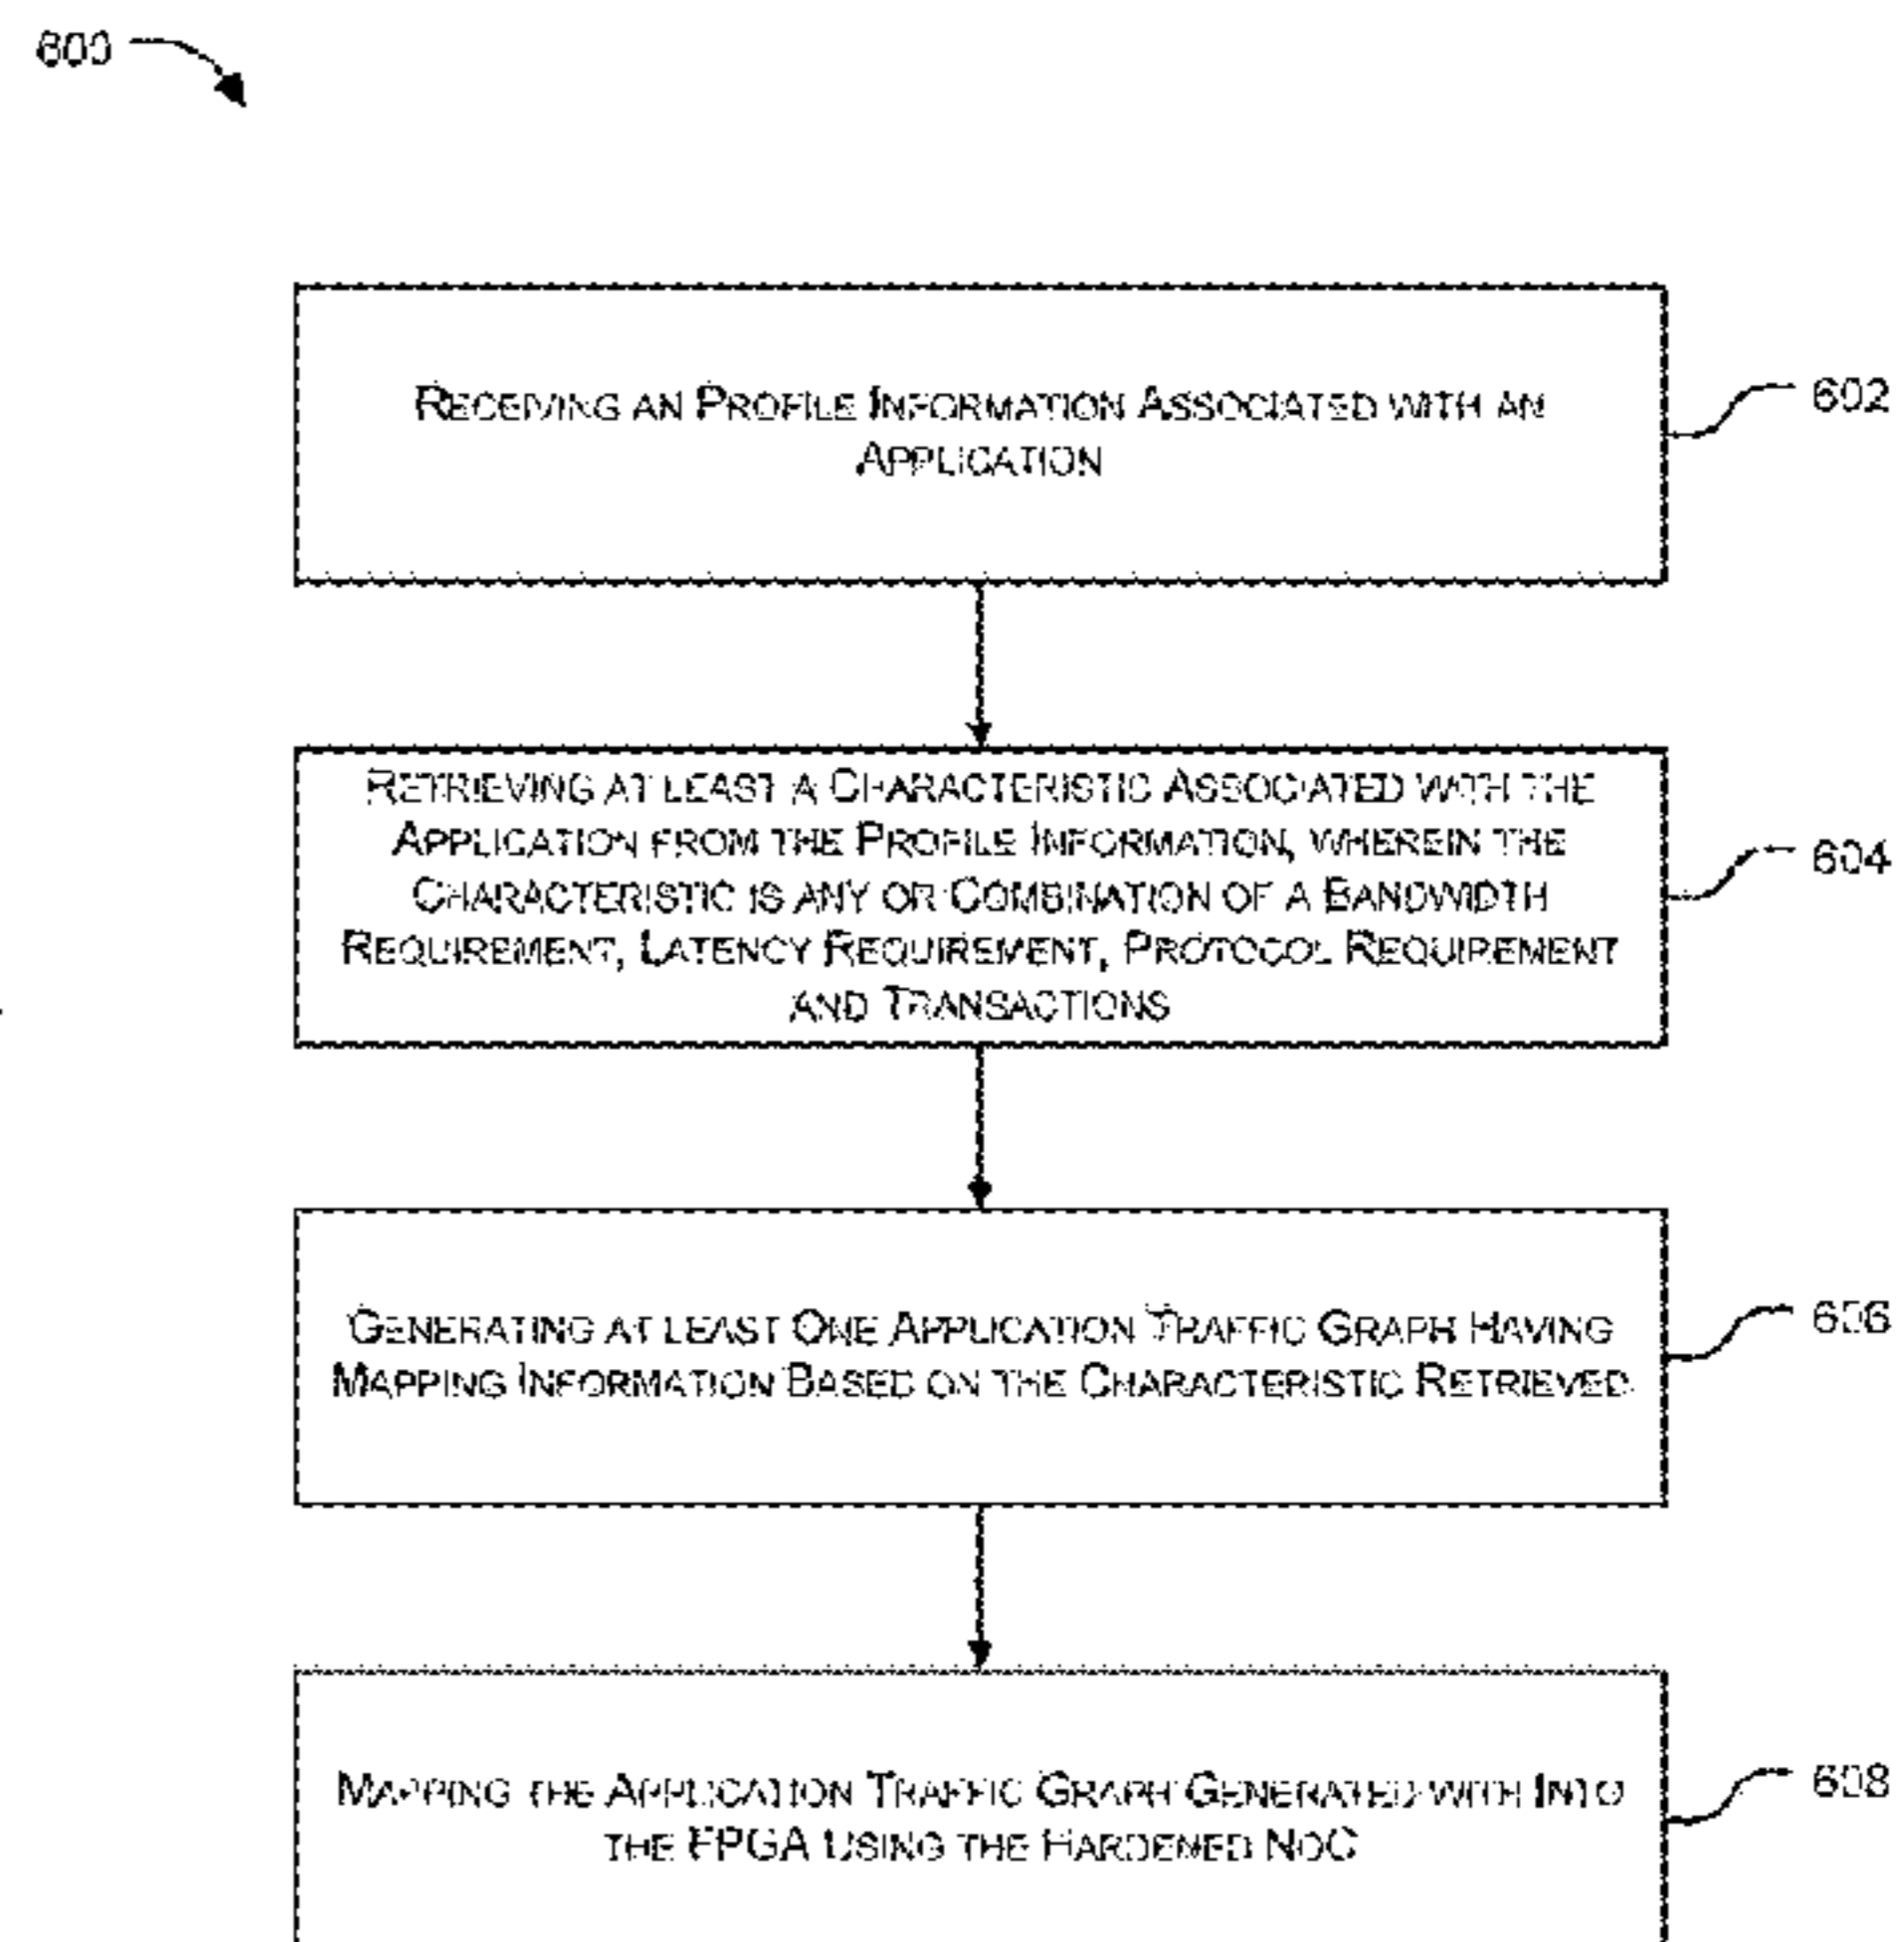 600
RECEIVING AN PROFILE INFORMATION ASSOCIATED WITH AN
APPLICATION
602
RETRIEVING AT LEAST A CHARACTERISTIC ASSOCIATED WITH THE
APPLICATION FROM THE PROFILE INFORMATION, WHEREIN THE
CHARACTERISTIC IS ANY OR COMBINATION OF A BANDWIDTH
REQUIREMENT, LATENCY REQUIREMENT, PROTOCOL REQUIREMENT
AND TRANSACTIONS
604
GENERATING AT LEAST ONE APPLICATION TRAFFIC GRAPH HAVING
MAPPING INFORMATION BASED ON THE CHARACTERISTIC RETRIEVED
606
MAPPING THE APPLICATION TRAFFIC GRAPH GENERATED WITH INTO
THE FPGA USING THE HARDENED NOC
608